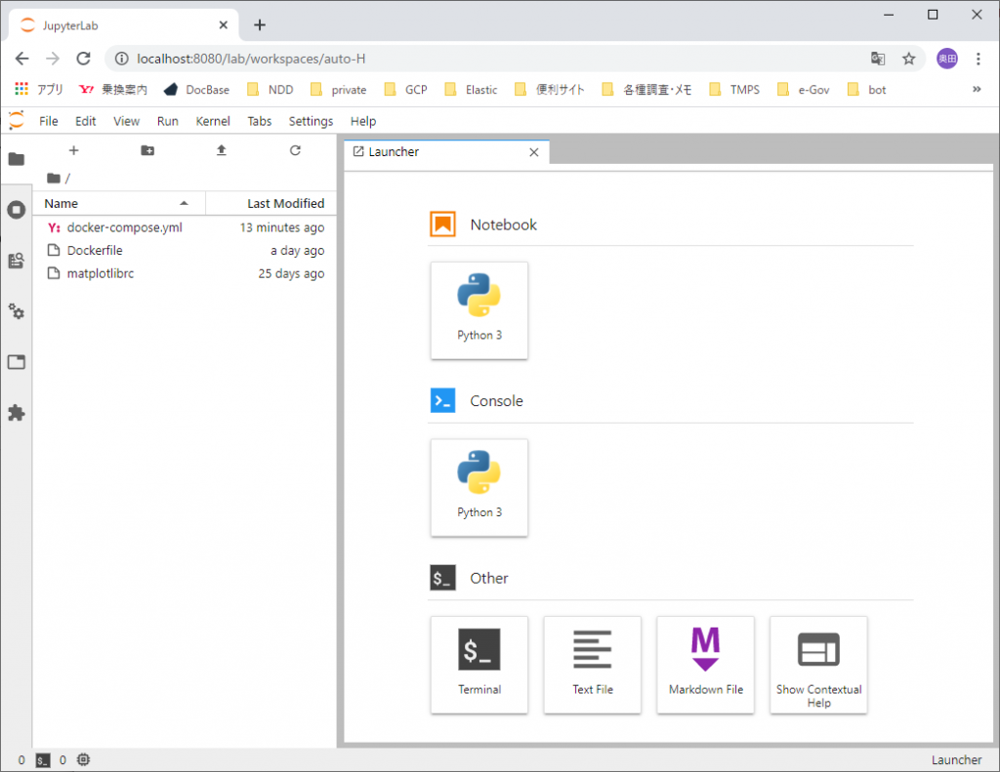 JupyterLab
localhost:8080/lab/workspaces/auto-H
奥田
アプリ Y! 乗換案内 DocBase NDD private GCP Elastic 便利サイト 各種調査・メモ TMPS e-Gov bot »
File Edit View Run Kernel Tabs Settings Help
Launcher
/
Name Last Modified
Y: docker-compose.yml 13 minutes ago
Dockerfile a day ago
matplotlibrc 25 days ago
Notebook
Python 3
Console
Python 3
$_ Other
$_
M
Terminal Text File Markdown File Show Contextual
Help
0 $_ 0 Launcher